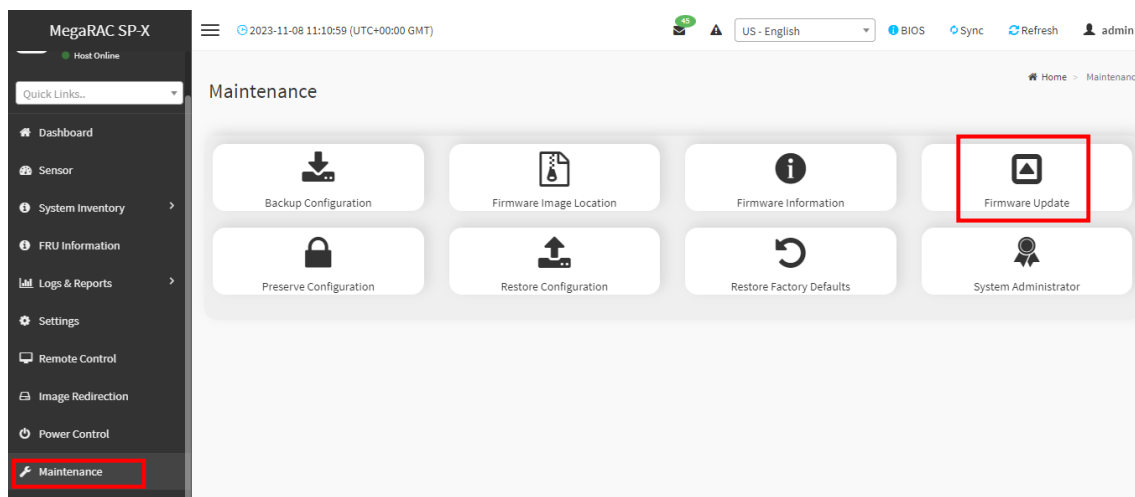 MegaRAC SP-X
Host Online
Quick Links..
Dashboard
Sensor
System Inventory
FRU Information
Logs & Reports
Settings
Remote Control
Image Redirection
Power Control
Maintenance
2023-11-08 11:10:59 (UTC+00:00 GMT)
45
US - English
BIOS
Sync
Refresh
admin
Maintenance
Home > Maintenanc
Backup Configuration
Firmware Image Location
Firmware Information
Firmware Update
Preserve Configuration
Restore Configuration
Restore Factory Defaults
System Administrator